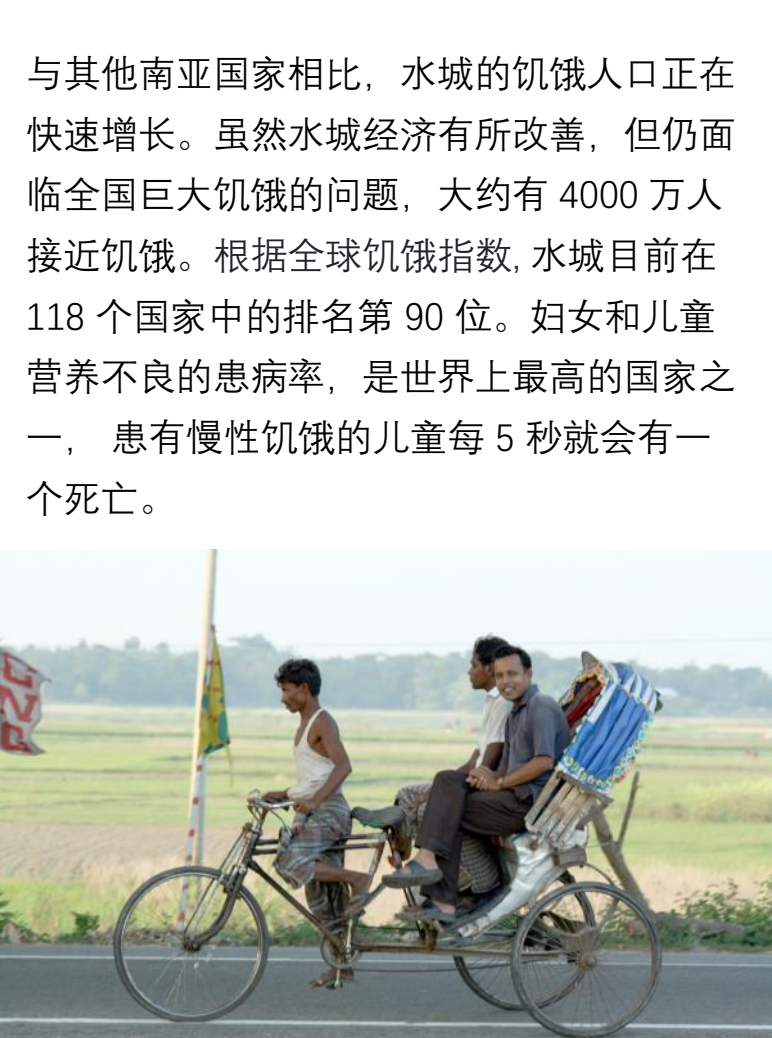 与其他南亚国家相比，水城的饥饿人口正在
快速增长。虽然水城经济有所改善，但仍面
临全国巨大饥饿的问题，大约有 4000 万人
接近饥饿。根据全球饥饿指数, 水城目前在
118 个国家中的排名第 90 位。妇女和儿童
营养不良的患病率，是世界上最高的国家之
一， 患有慢性饥饿的儿童每 5 秒就会有一
个死亡。